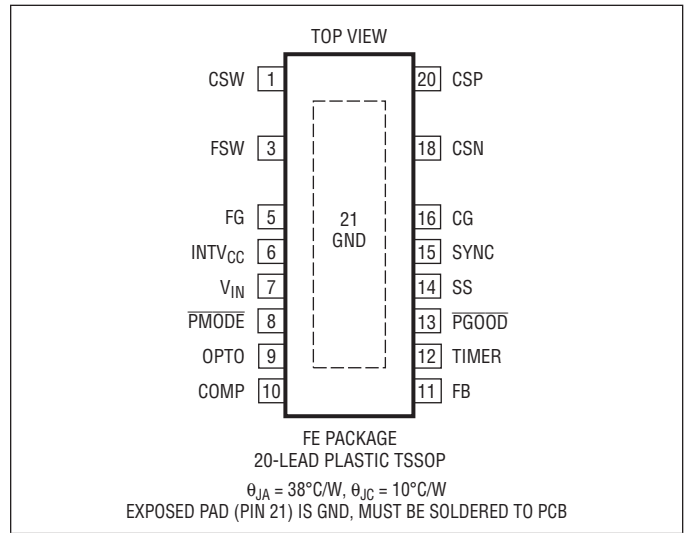 TOP VIEW
CSW 1 20 CSP
FSW 3 18 CSN
FG 5 16 CG
INTVCC 6 15 SYNC
VIN 7 14 SS
PMODE 8 13 PGOOD
OPTO 9 12 TIMER
COMP 10 11 FB
21
GND
FE PACKAGE
20-LEAD PLASTIC TSSOP
θJA = 38°C/W, θJC = 10°C/W
EXPOSED PAD (PIN 21) IS GND, MUST BE SOLDERED TO PCB